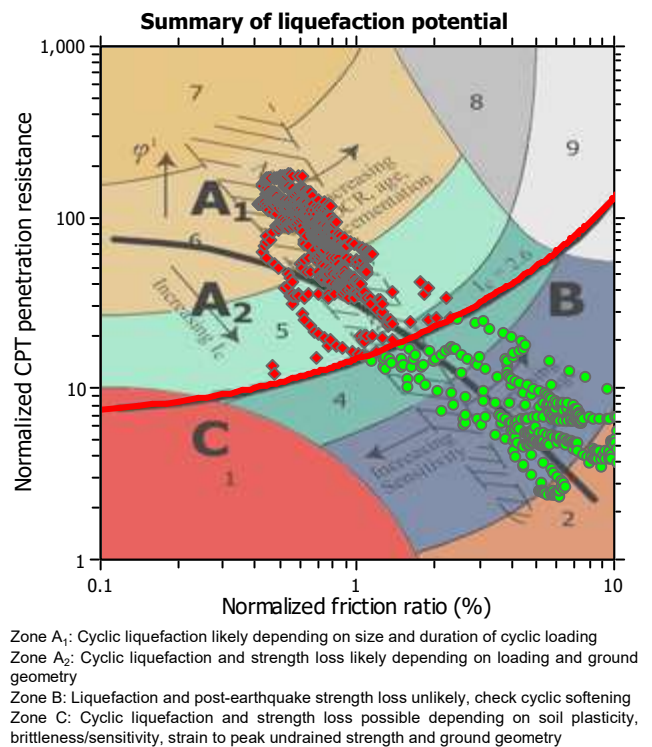 Summary of liquefaction potential
Normalized CPT penetration resistance
1,000
100
10
1
7
8
9
φ'
A1
Increasing
OCR, age,
cementation
6
A2
Increasing Ic
5
Ic = 2.6
B
4
C
1
Increasing
Sensitivity
2
0.1
1
10
Normalized friction ratio (%)
Zone A1: Cyclic liquefaction likely depending on size and duration of cyclic loading
Zone A2: Cyclic liquefaction and strength loss likely depending on loading and ground
geometry
Zone B: Liquefaction and post-earthquake strength loss unlikely, check cyclic softening
Zone C: Cyclic liquefaction and strength loss possible depending on soil plasticity,
brittleness/sensitivity, strain to peak undrained strength and ground geometry